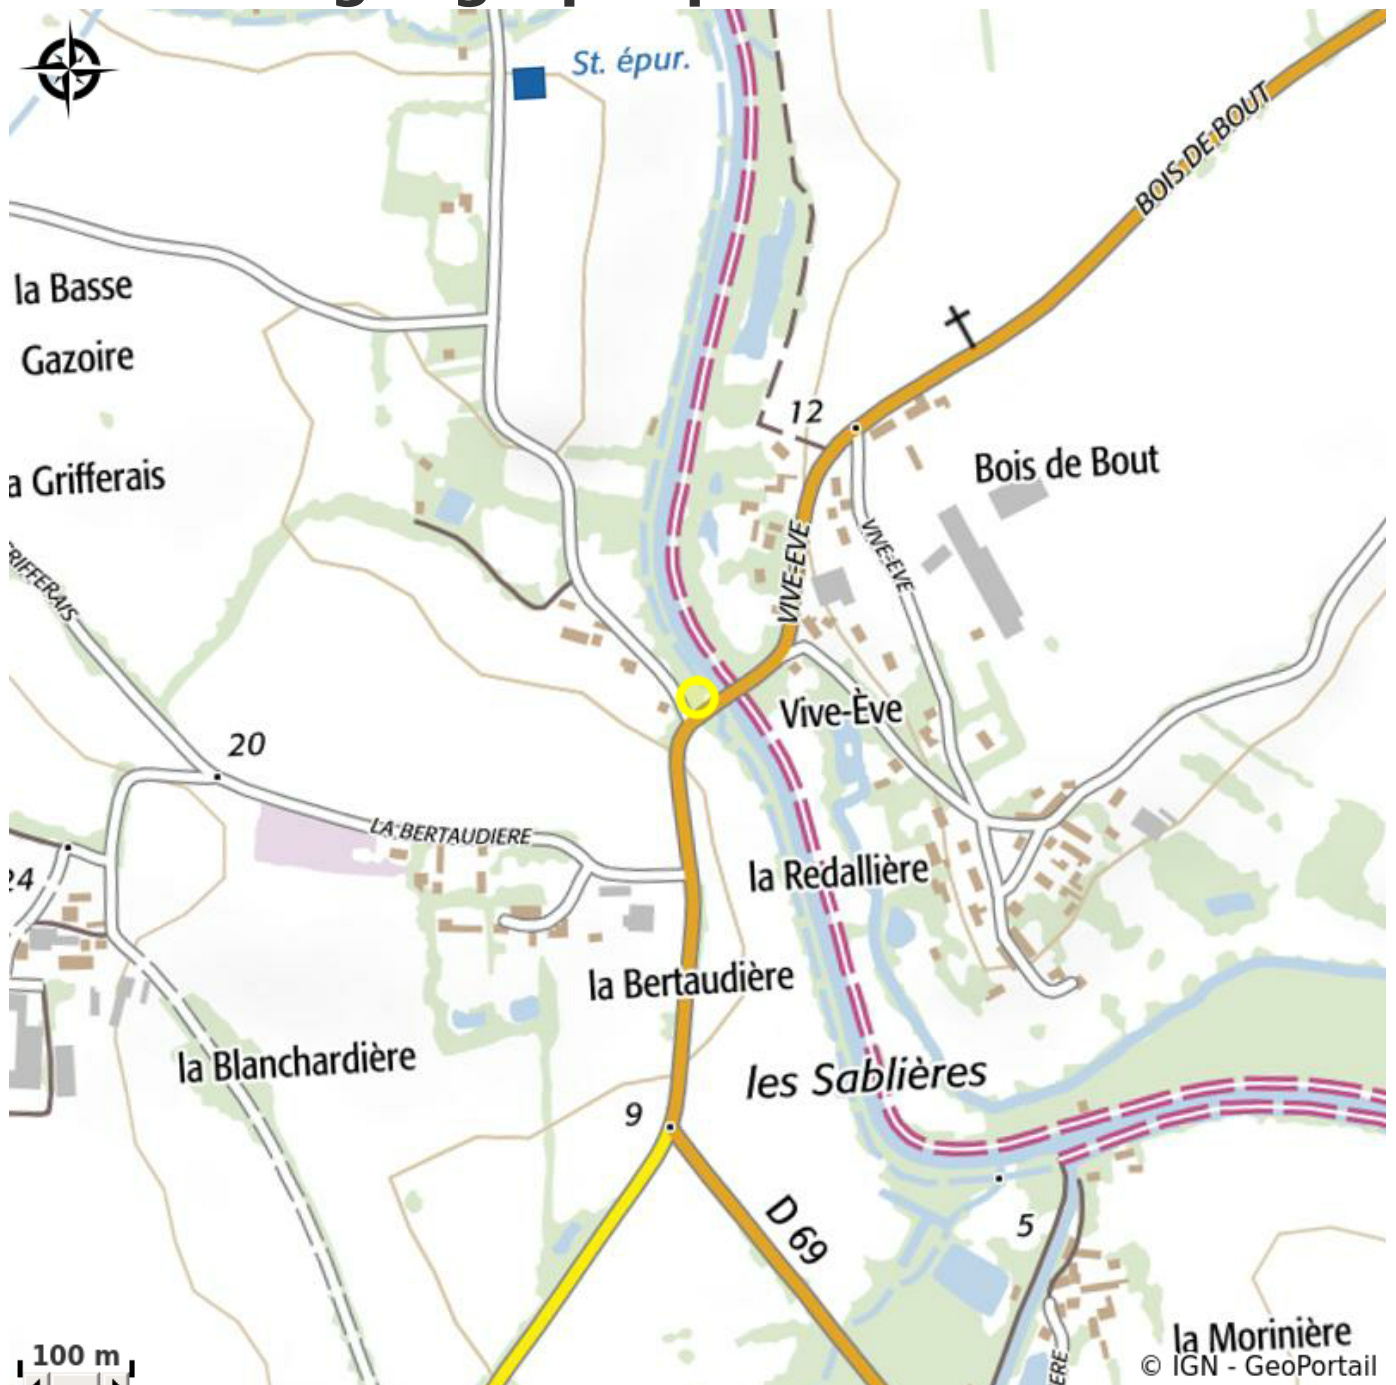 St. épur.
BOIS DE BOUT
la Basse
Gazoire
12
Bois de Bout
a Grifferais
VIVE-EVE
VIVE-EVE
RIFFERAIS
Vive-Ève
20
LA BERTAUDIERE
la Redallière
24
la Bertaudière
la Blanchardière
les Sablières
9
D 69
5
la Morinière
100 m
© IGN - GeoPortail